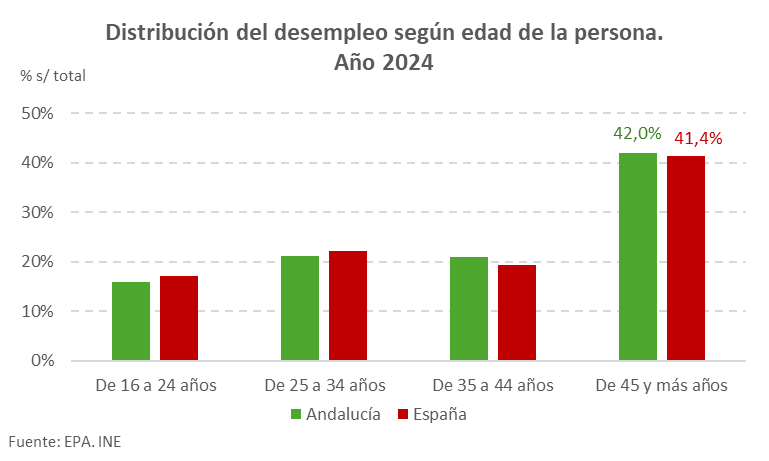 Distribución del desempleo según edad de la persona.
Año 2024
% s/ total
50%
42,0%
41,4%
40%
30%
20%
10%
0%
De 16 a 24 años
De 25 a 34 años
De 35 a 44 años
De 45 y más años
Andalucía
España
Fuente: EPA. INE